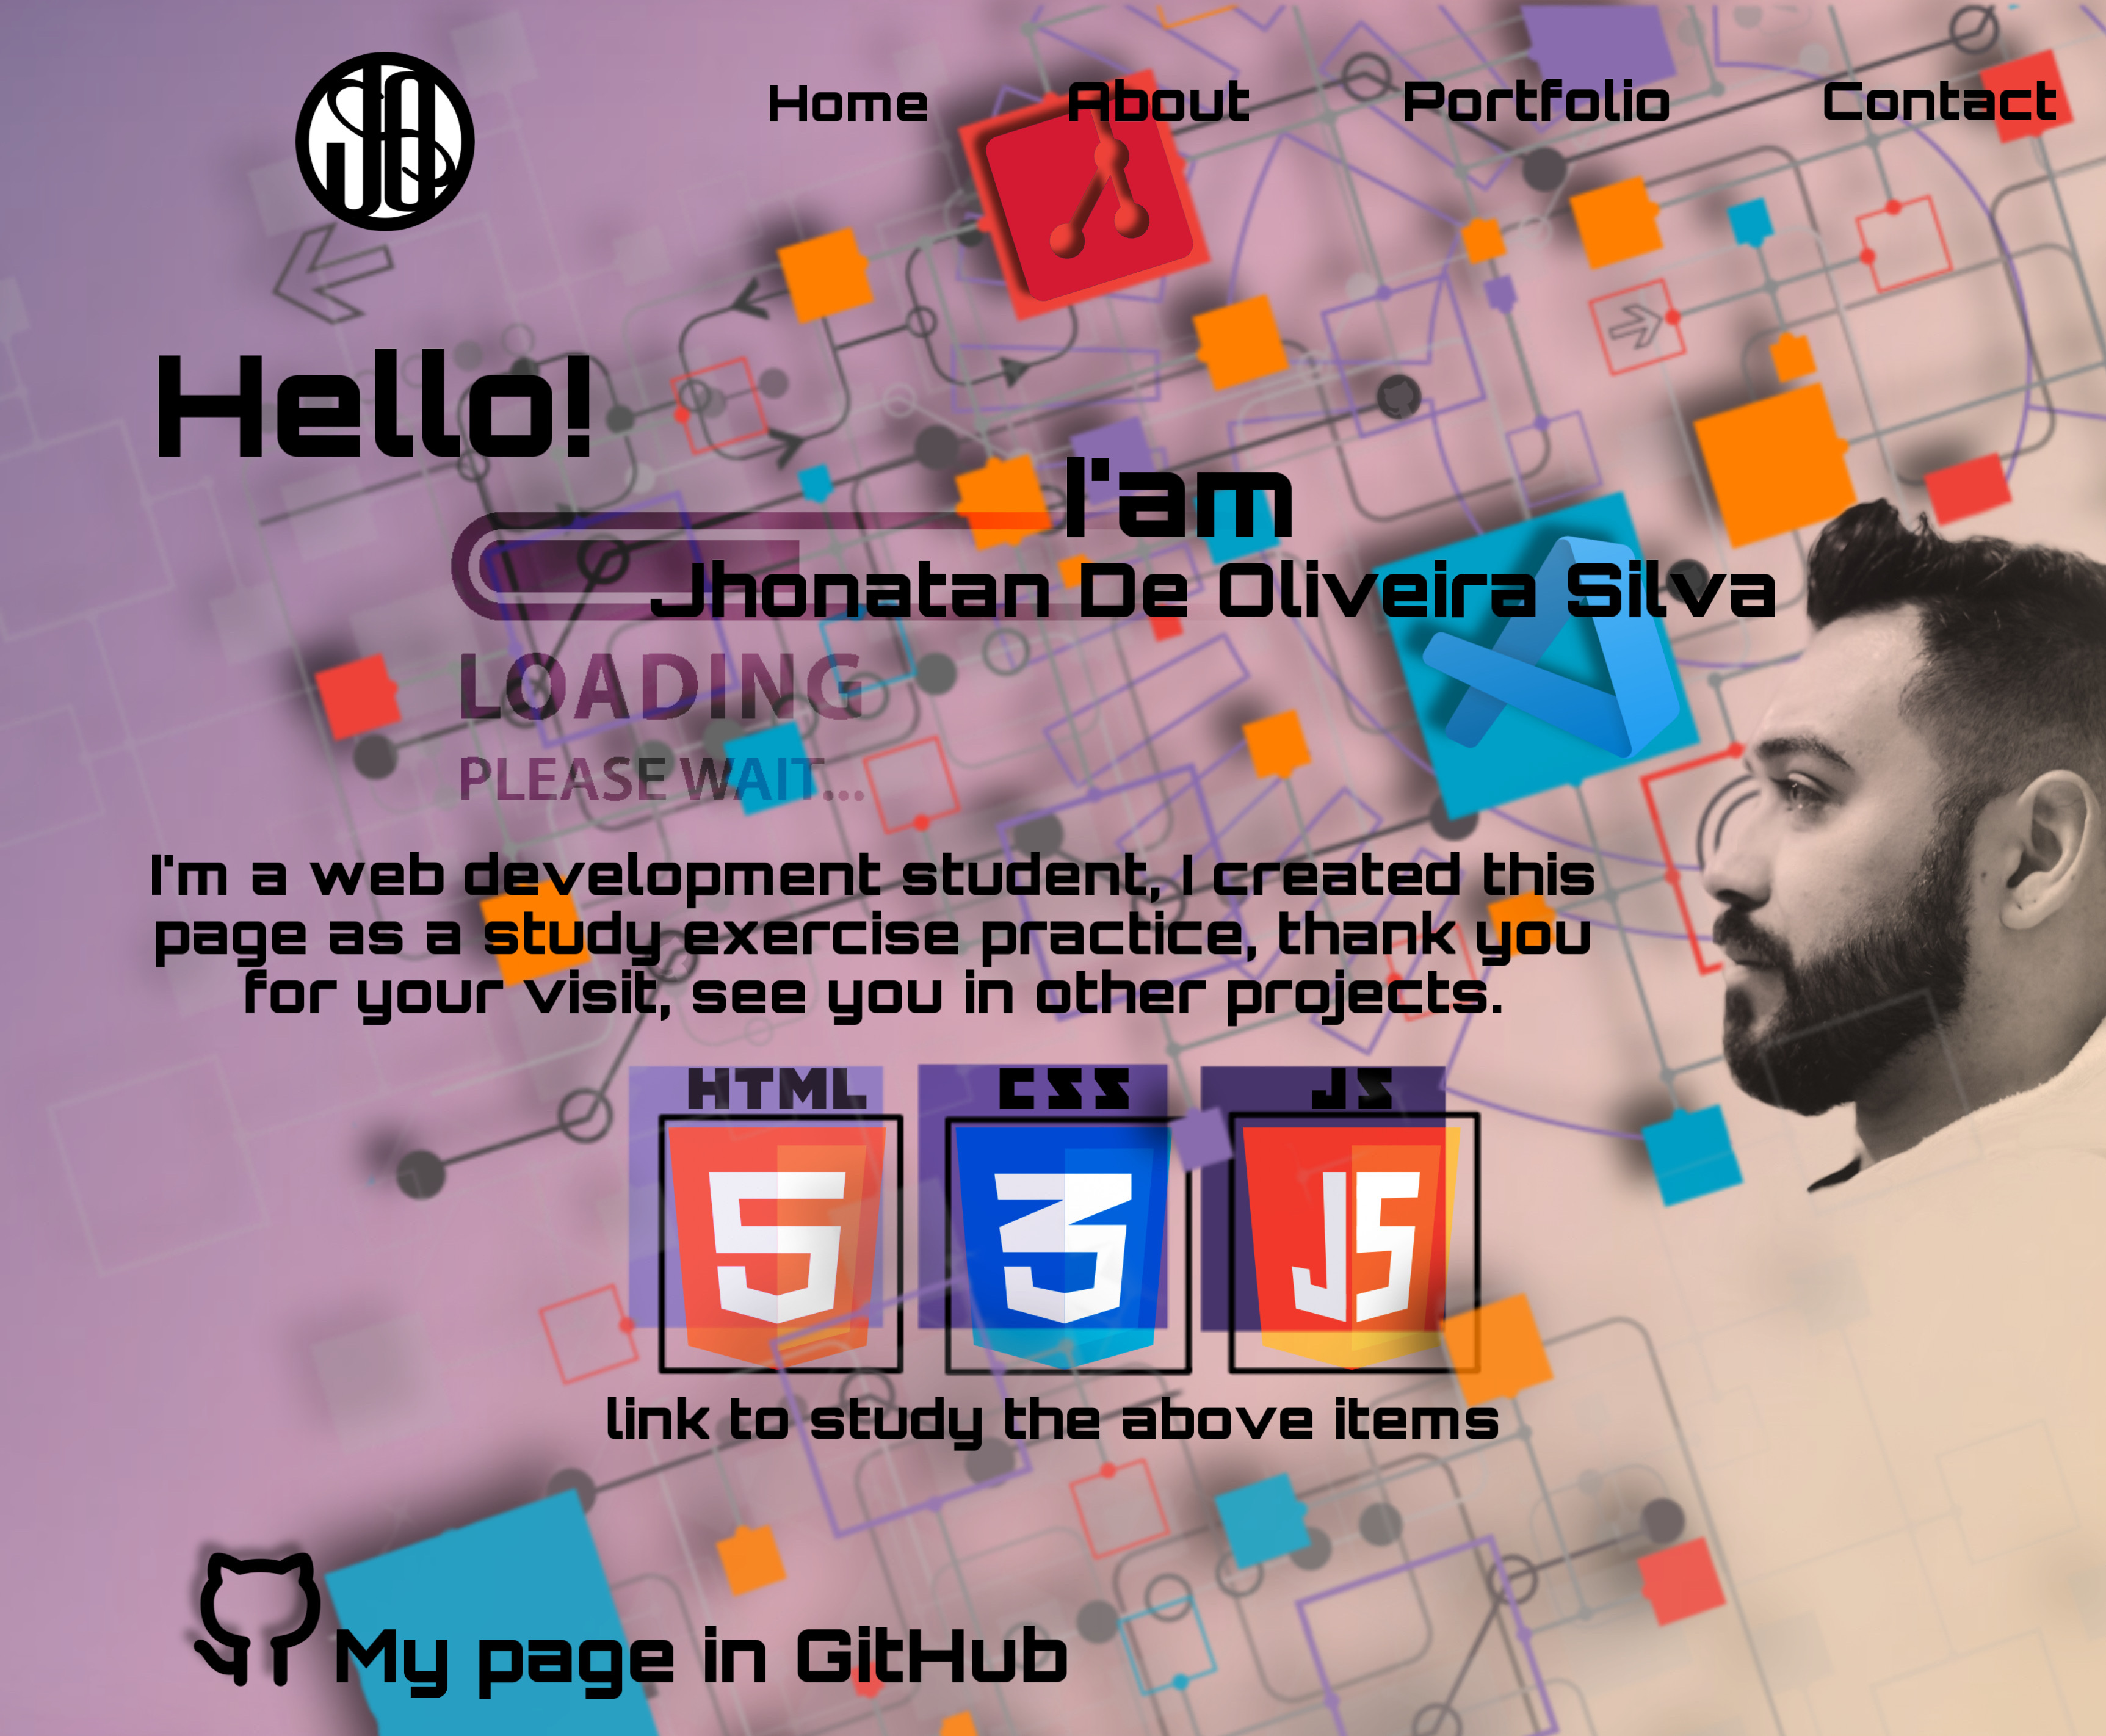 Home About Portfolio Contact
Hello!
I'am
Jhonatan De Oliveira Silva
LOADING
PLEASE WAIT...
I'm a web development student, I created this
page as a study exercise practice, thank you
for your visit, see you in other projects.
HTML CSS JS
5 3 JS
link to study the above items
My page in GitHub